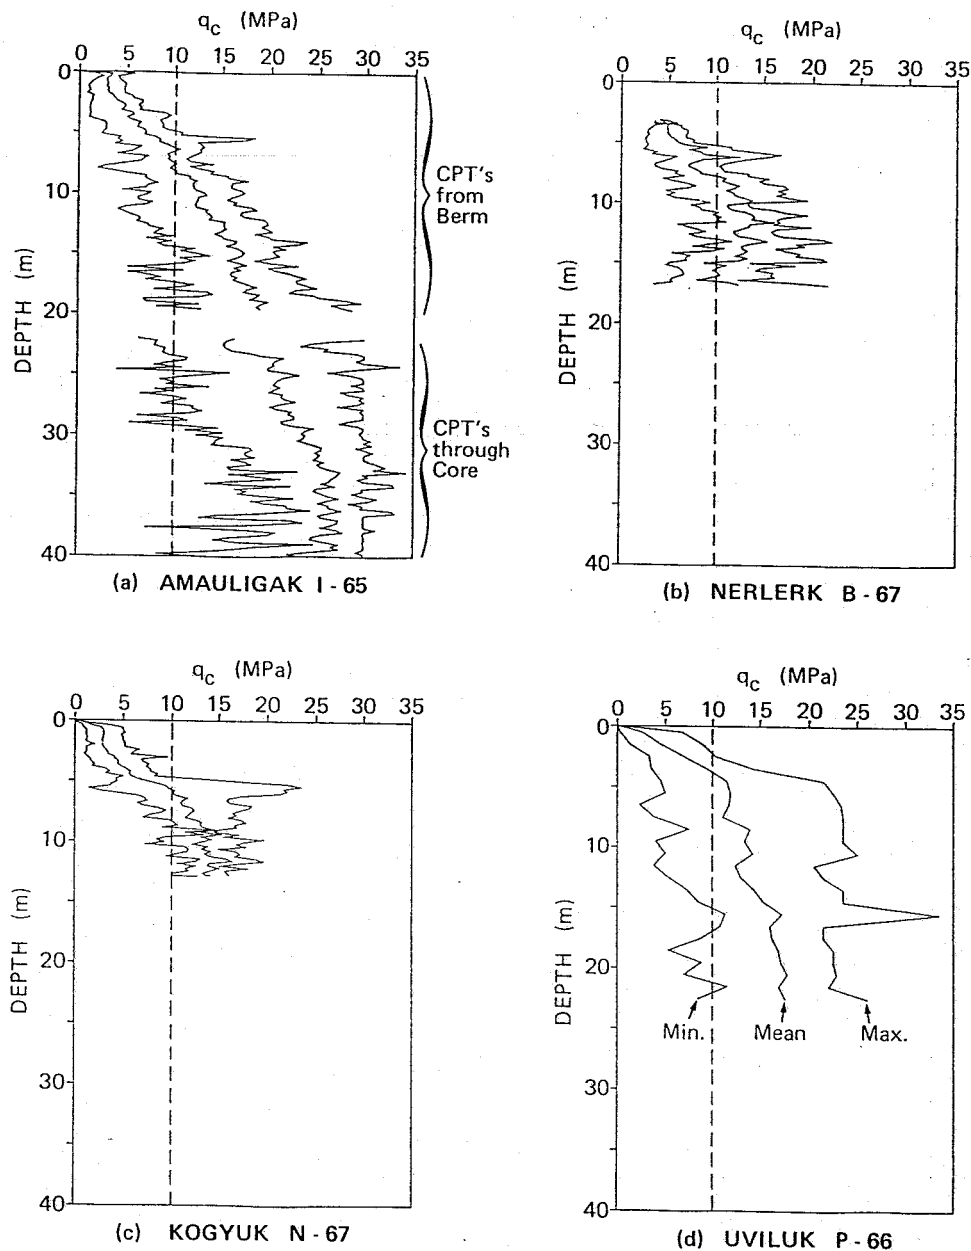 q_c (MPa)
0 5 10 15 20 25 30 35
0
10
20
30
40
DEPTH (m)
CPT's
from
Berm
CPT's
through
Core
(a) AMAULIGAK I-65
q_c (MPa)
0 5 10 15 20 25 30 35
0
10
20
30
40
DEPTH (m)
(b) NERLERK B-67
q_c (MPa)
0 5 10 15 20 25 30 35
0
10
20
30
40
DEPTH (m)
(c) KOGYUK N-67
q_c (MPa)
0 5 10 15 20 25 30 35
0
10
20
30
40
DEPTH (m)
Min. Mean Max.
(d) UVILUK P-66